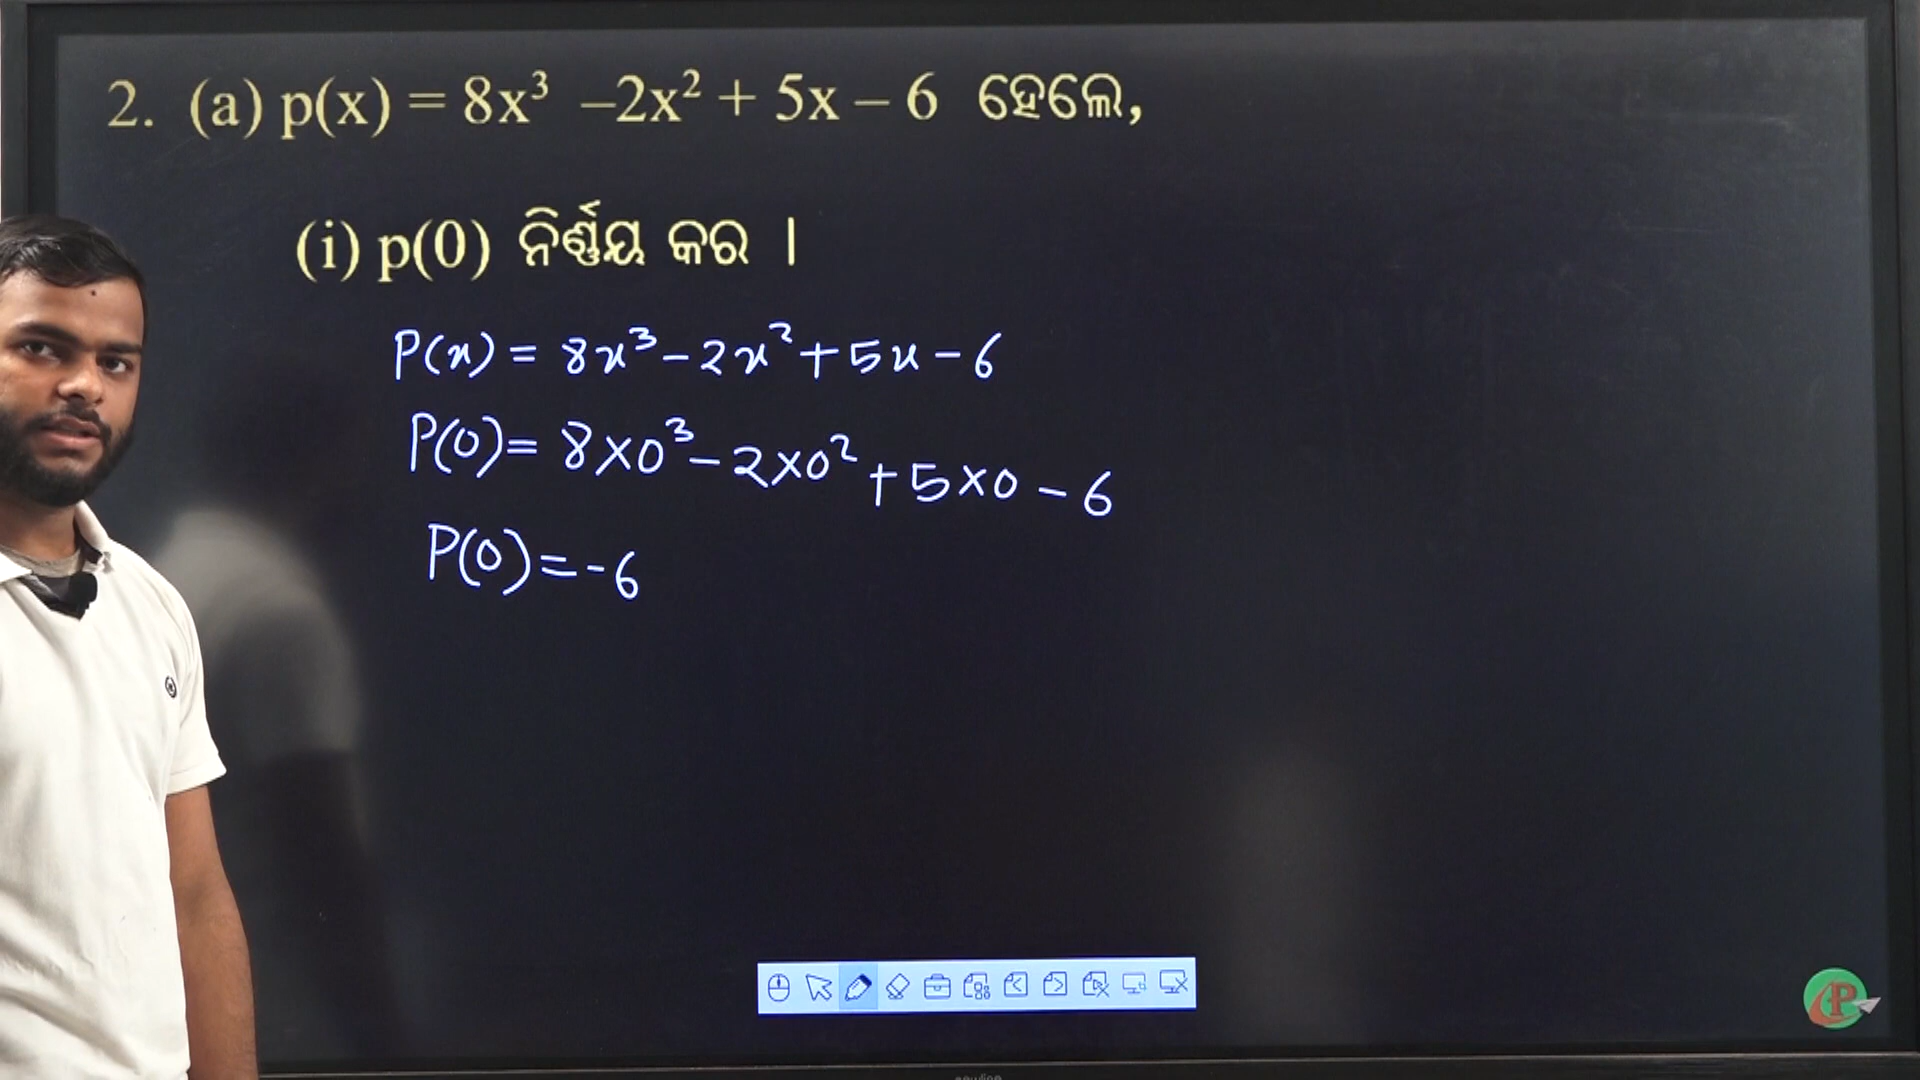 2. (a) p(x) = 8x³ –2x² + 5x – 6 ହେଲେ,
(i) p(0) ନିର୍ଣ୍ଣୟ କର ।
P(x) = 8x³ - 2x² + 5x - 6
P(0) = 8×0³ - 2×0² + 5×0 - 6
P(0) = -6
P